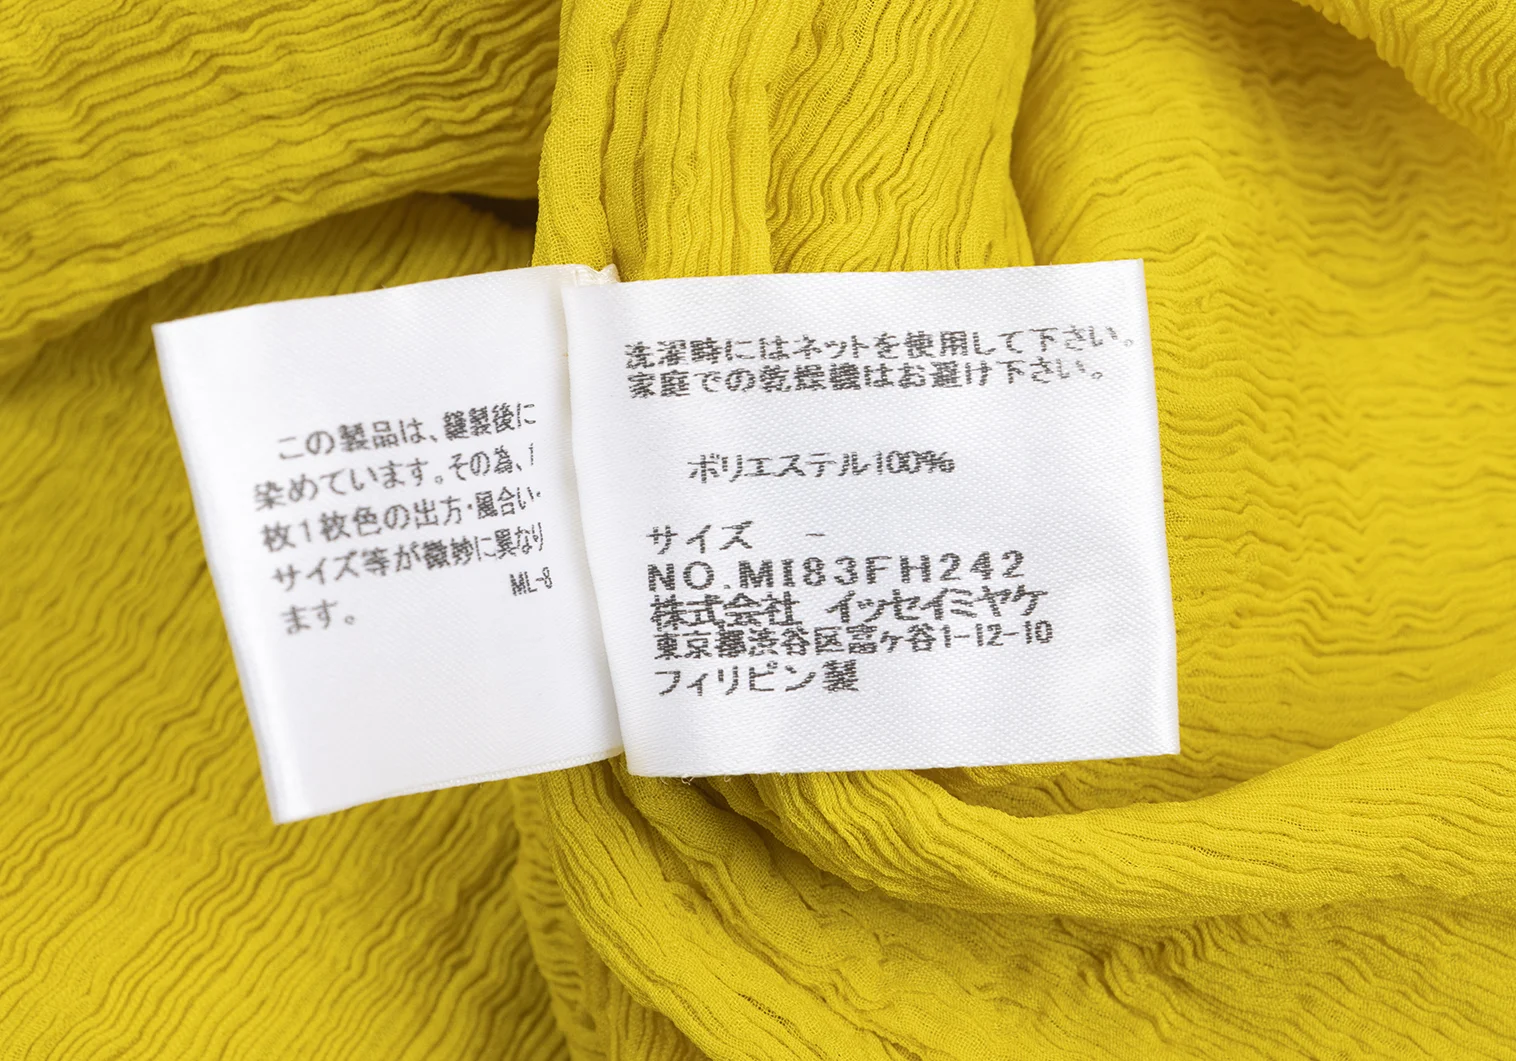 この製品は、縫製後に
染めています。その為、1
枚1枚色の出方・風合い・
サイズ等が微妙に異なり
ます。
ML-8
洗濯時にはネットを使用して下さい。
家庭での乾燥機はお避け下さい。
ポリエステル100%
サイズ -
NO.MI83FH242
株式会社 イッセイミヤケ
東京都渋谷区富ヶ谷1-12-10
フィリピン製